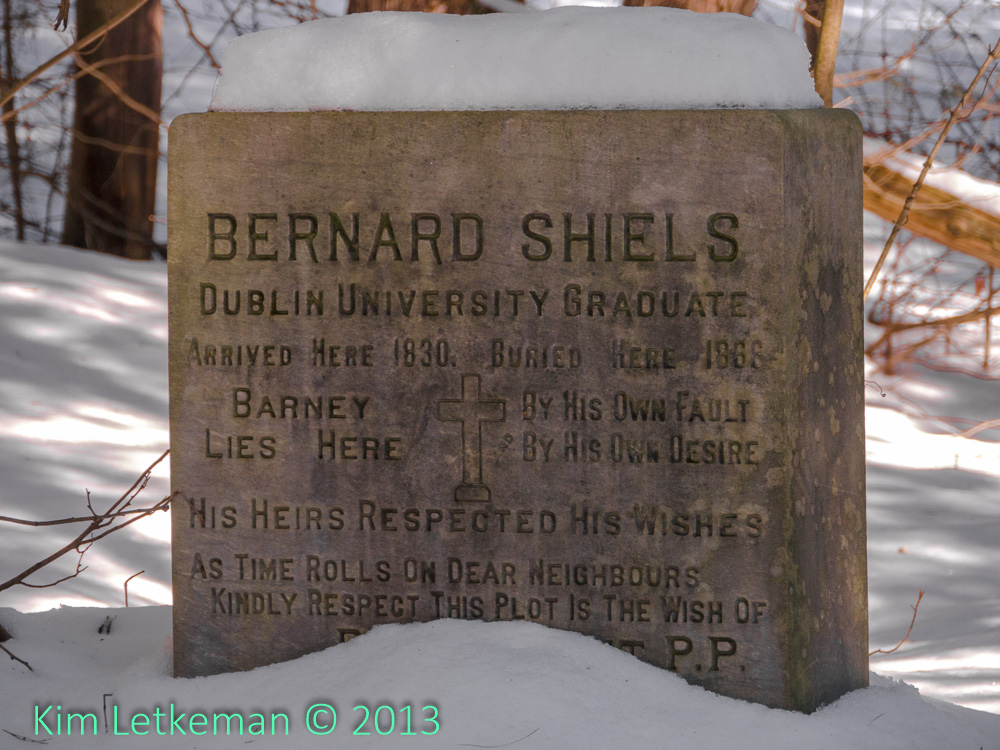 BERNARD SHIELS
DUBLIN UNIVERSITY GRADUATE
ARRIVED HERE 1830. BURIED HERE 1866
BARNEY BY HIS OWN FAULT
LIES HERE BY HIS OWN DESIRE
HIS HEIRS RESPECTED HIS WISHES
AS TIME ROLLS ON DEAR NEIGHBOURS
KINDLY RESPECT THIS PLOT IS THE WISH OF
P.P.
Kim Letkeman © 2013